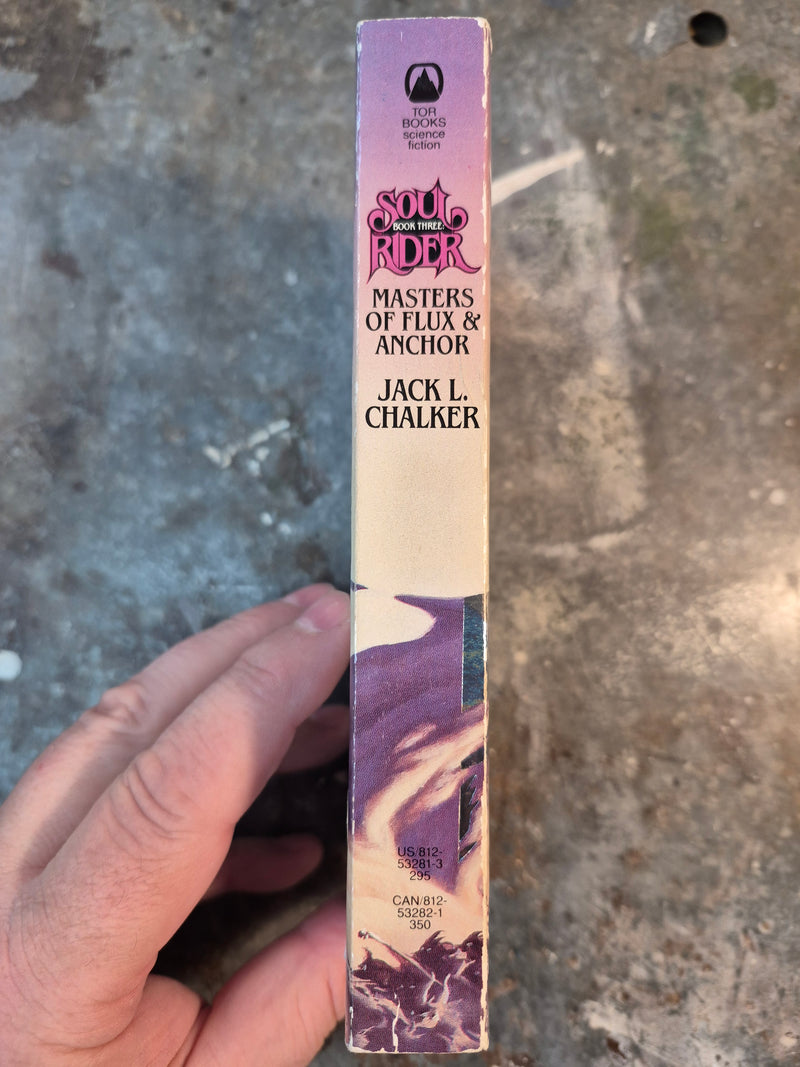 TOR
BOOKS
science
fiction
SOUL
BOOK THREE:
RIDER
MASTERS
OF FLUX &
ANCHOR
JACK L.
CHALKER
US/812-
53281-3
295
CAN/812-
53282-1
350